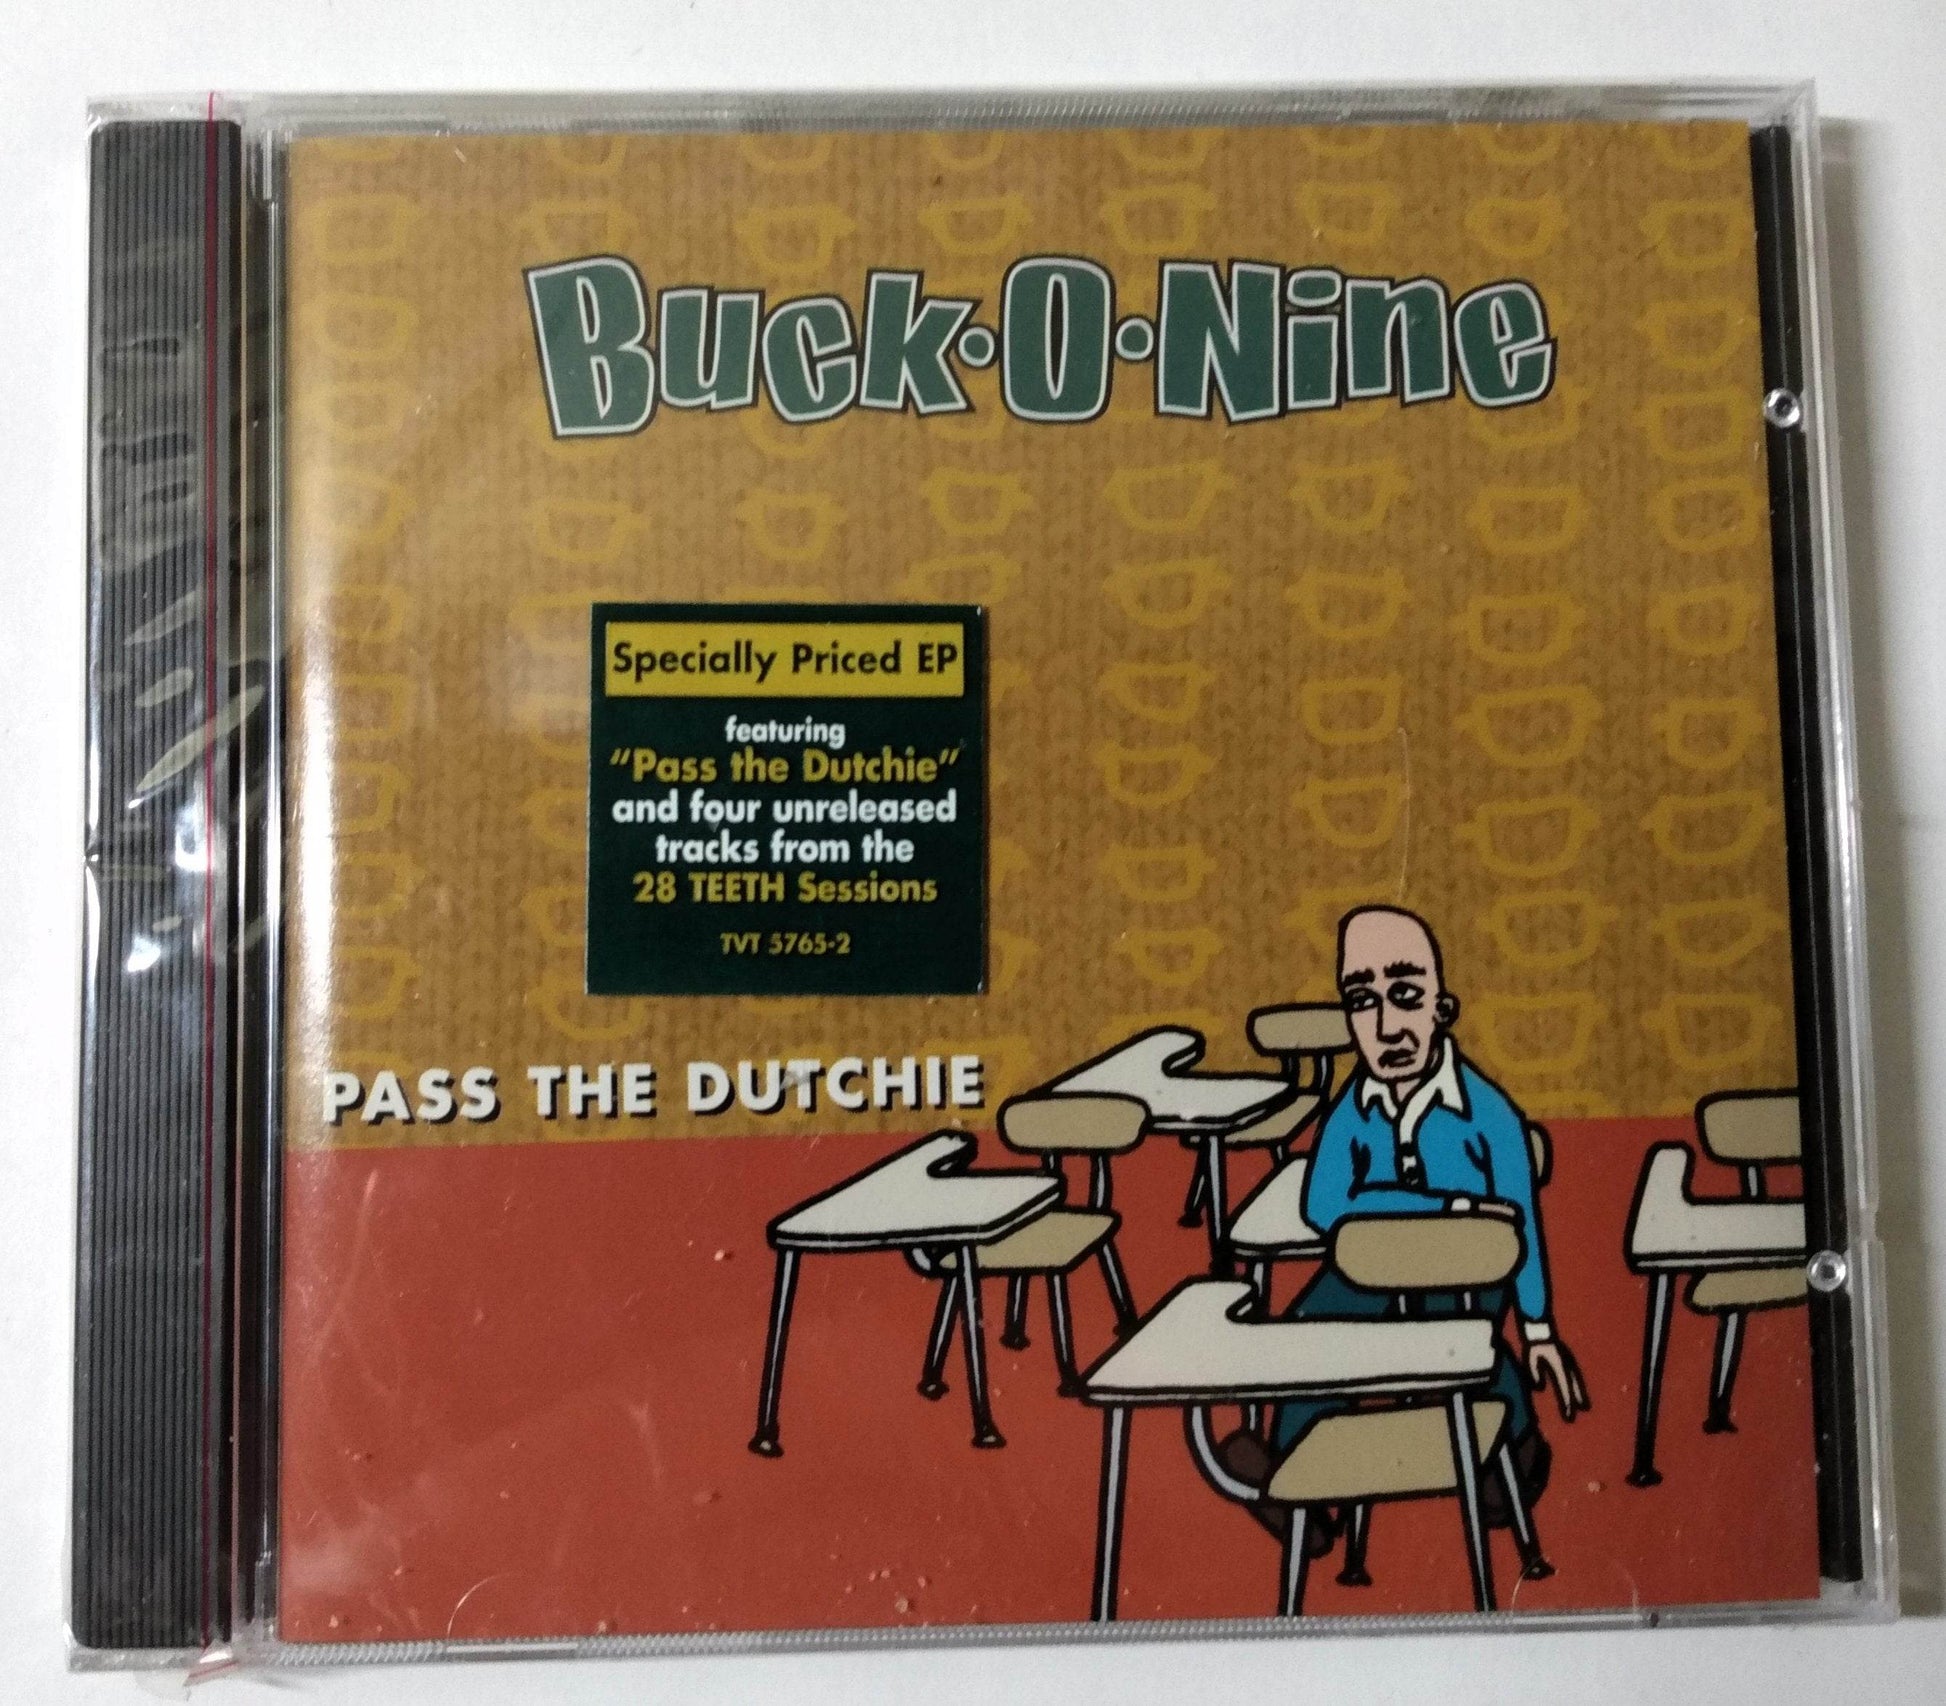 Buck•O•Nine
Specially Priced EP
featuring
"Pass the Dutchie"
and four unreleased
tracks from the
28 TEETH Sessions
TVT 5765-2
PASS THE DUTCHIE